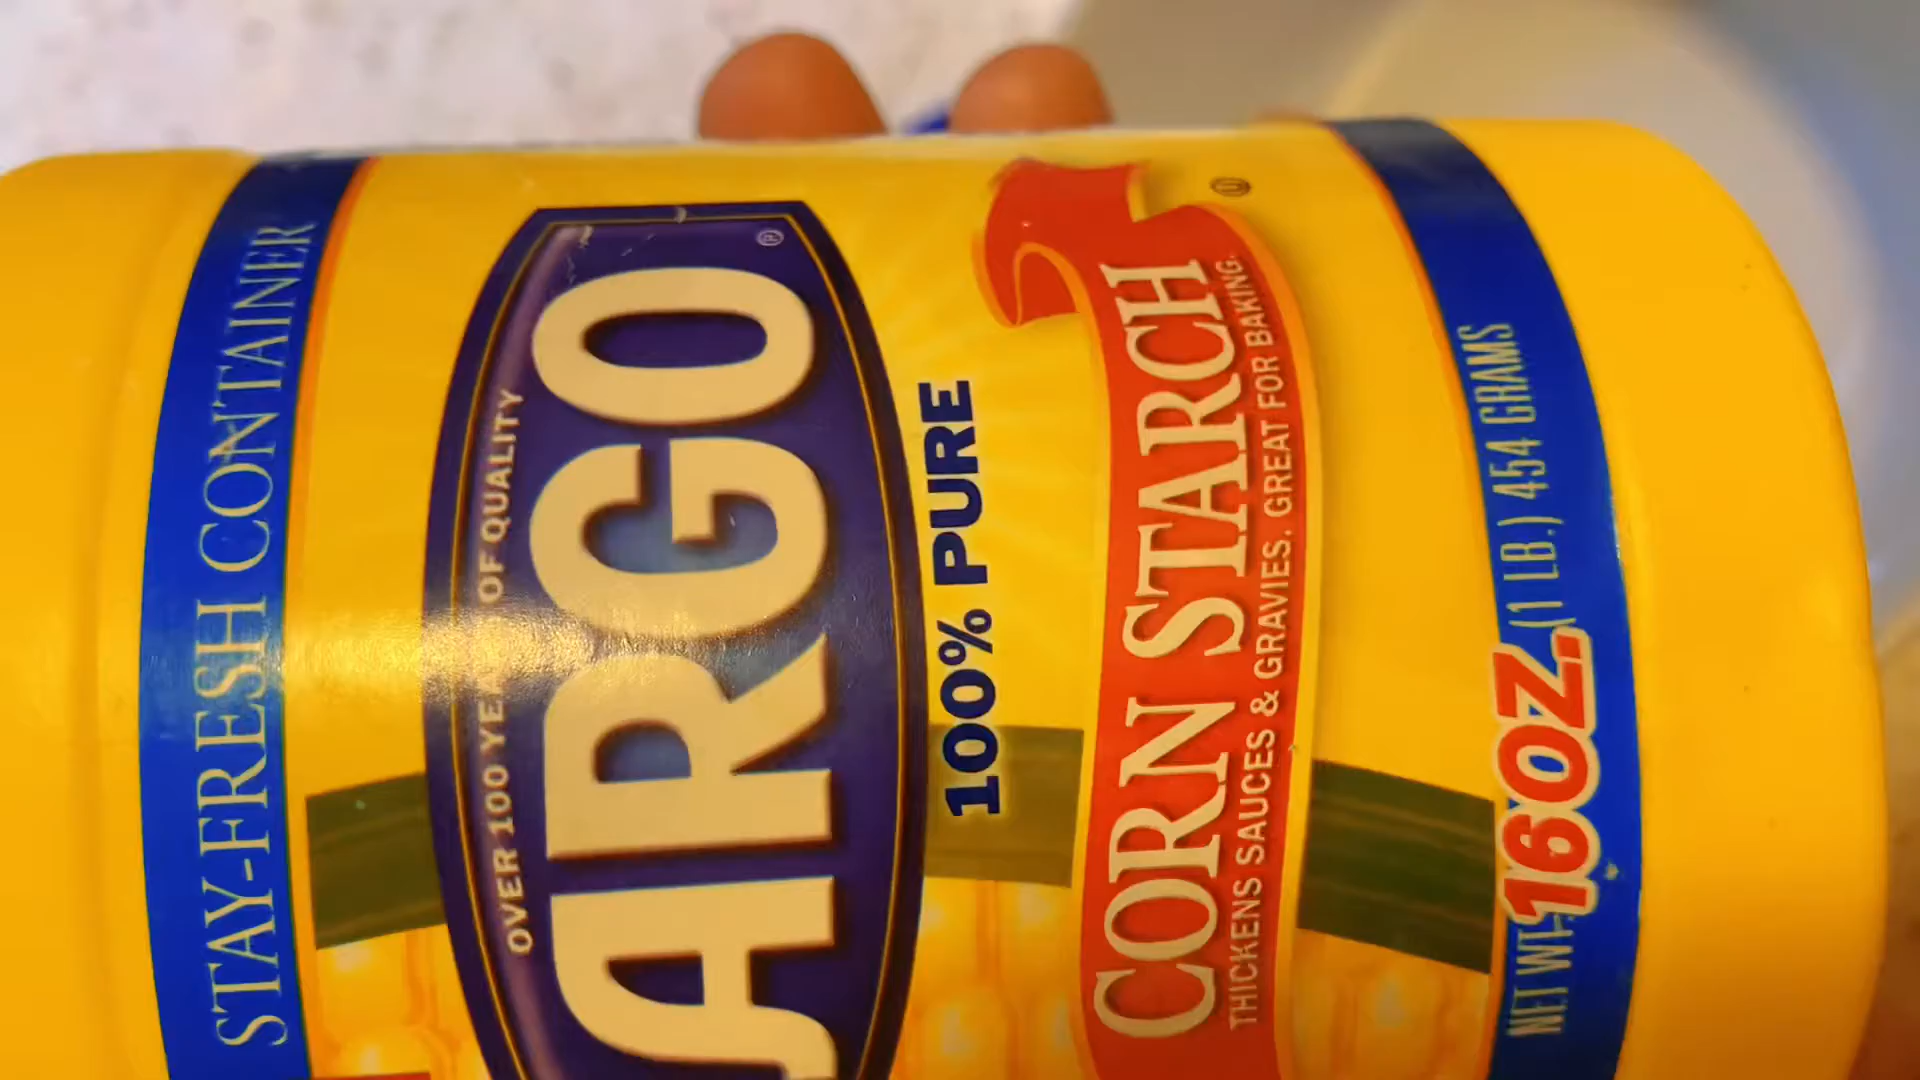 STAY-FRESH CONTAINER
OVER 100 YEARS OF QUALITY
ARGO®
100% PURE
CORN STARCH
THICKENS SAUCES & GRAVIES. GREAT FOR BAKING.
NET WT. 16OZ. (1 LB.) 454 GRAMS